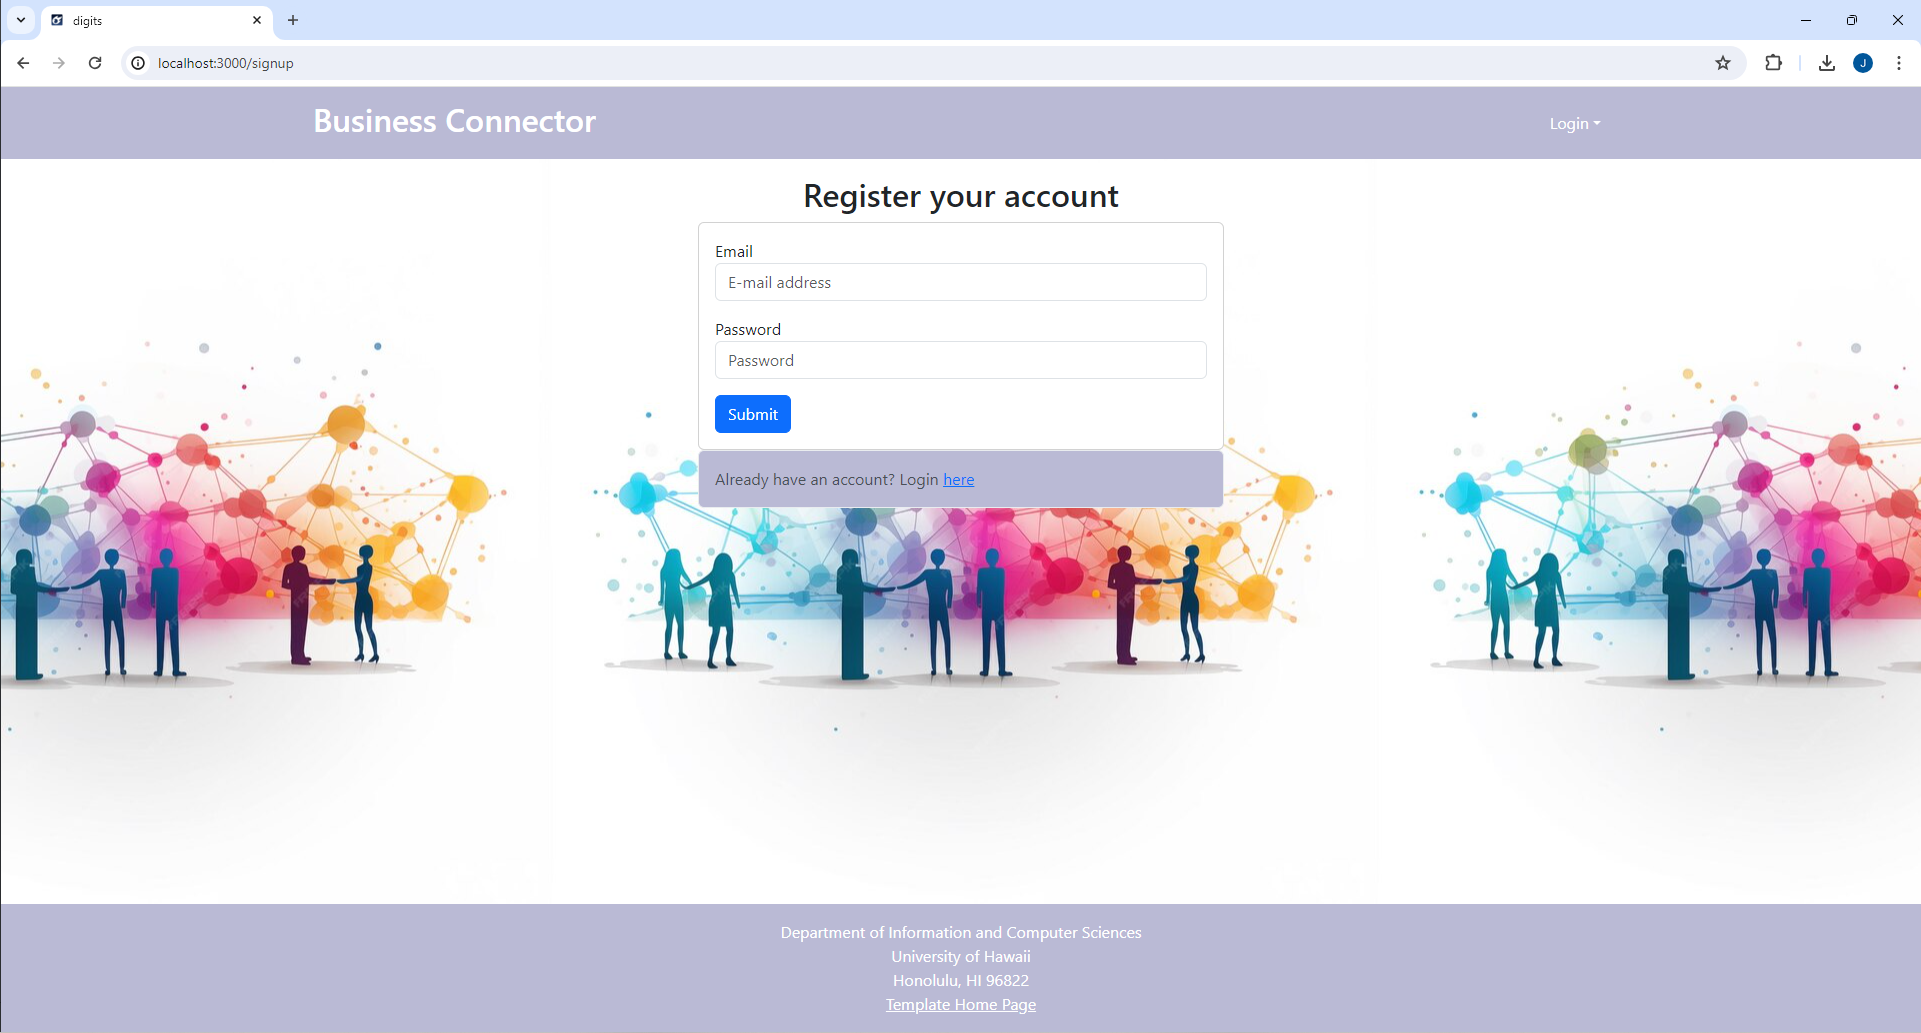 digits
localhost:3000/signup
J
Business Connector
Login
Register your account
Email
E-mail address
Password
Password
Submit
Already have an account? Login here
Department of Information and Computer Sciences
University of Hawaii
Honolulu, HI 96822
Template Home Page